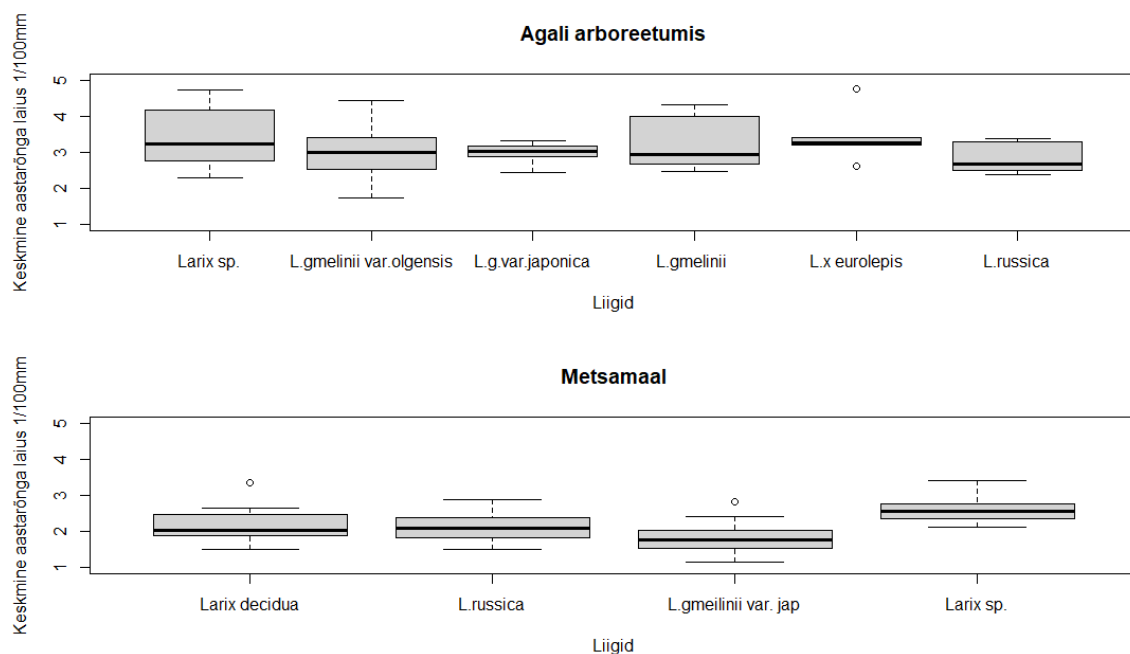 Agali arboreetumis
Keskmine aastarõnga laius 1/100mm
5
4
3
2
1
Larix sp.
L.gmelinii var.olgensis
L.g.var.japonica
L.gmelinii
L.x eurolepis
L.russica
Liigid
Metsamaal
Keskmine aastarõnga laius 1/100mm
5
4
3
2
1
Larix decidua
L.russica
L.gmeilinii var. jap
Larix sp.
Liigid